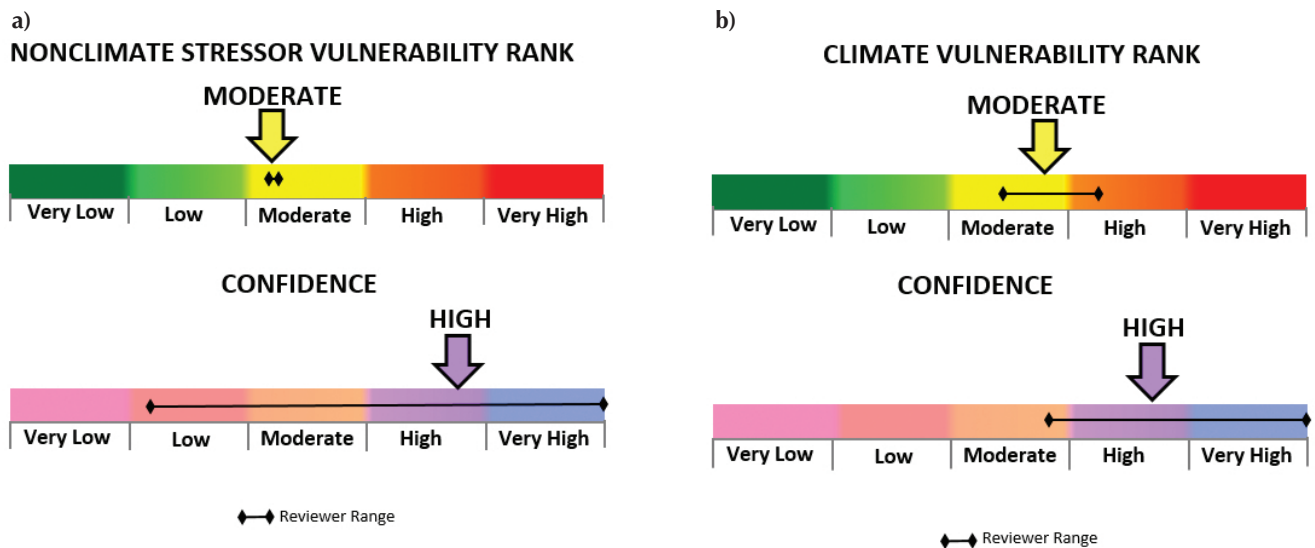 a)
NONCLIMATE STRESSOR VULNERABILITY RANK
MODERATE
Very Low Low Moderate High Very High
CONFIDENCE
HIGH
Very Low Low Moderate High Very High
Reviewer Range
b)
CLIMATE VULNERABILITY RANK
MODERATE
Very Low Low Moderate High Very High
CONFIDENCE
HIGH
Very Low Low Moderate High Very High
Reviewer Range